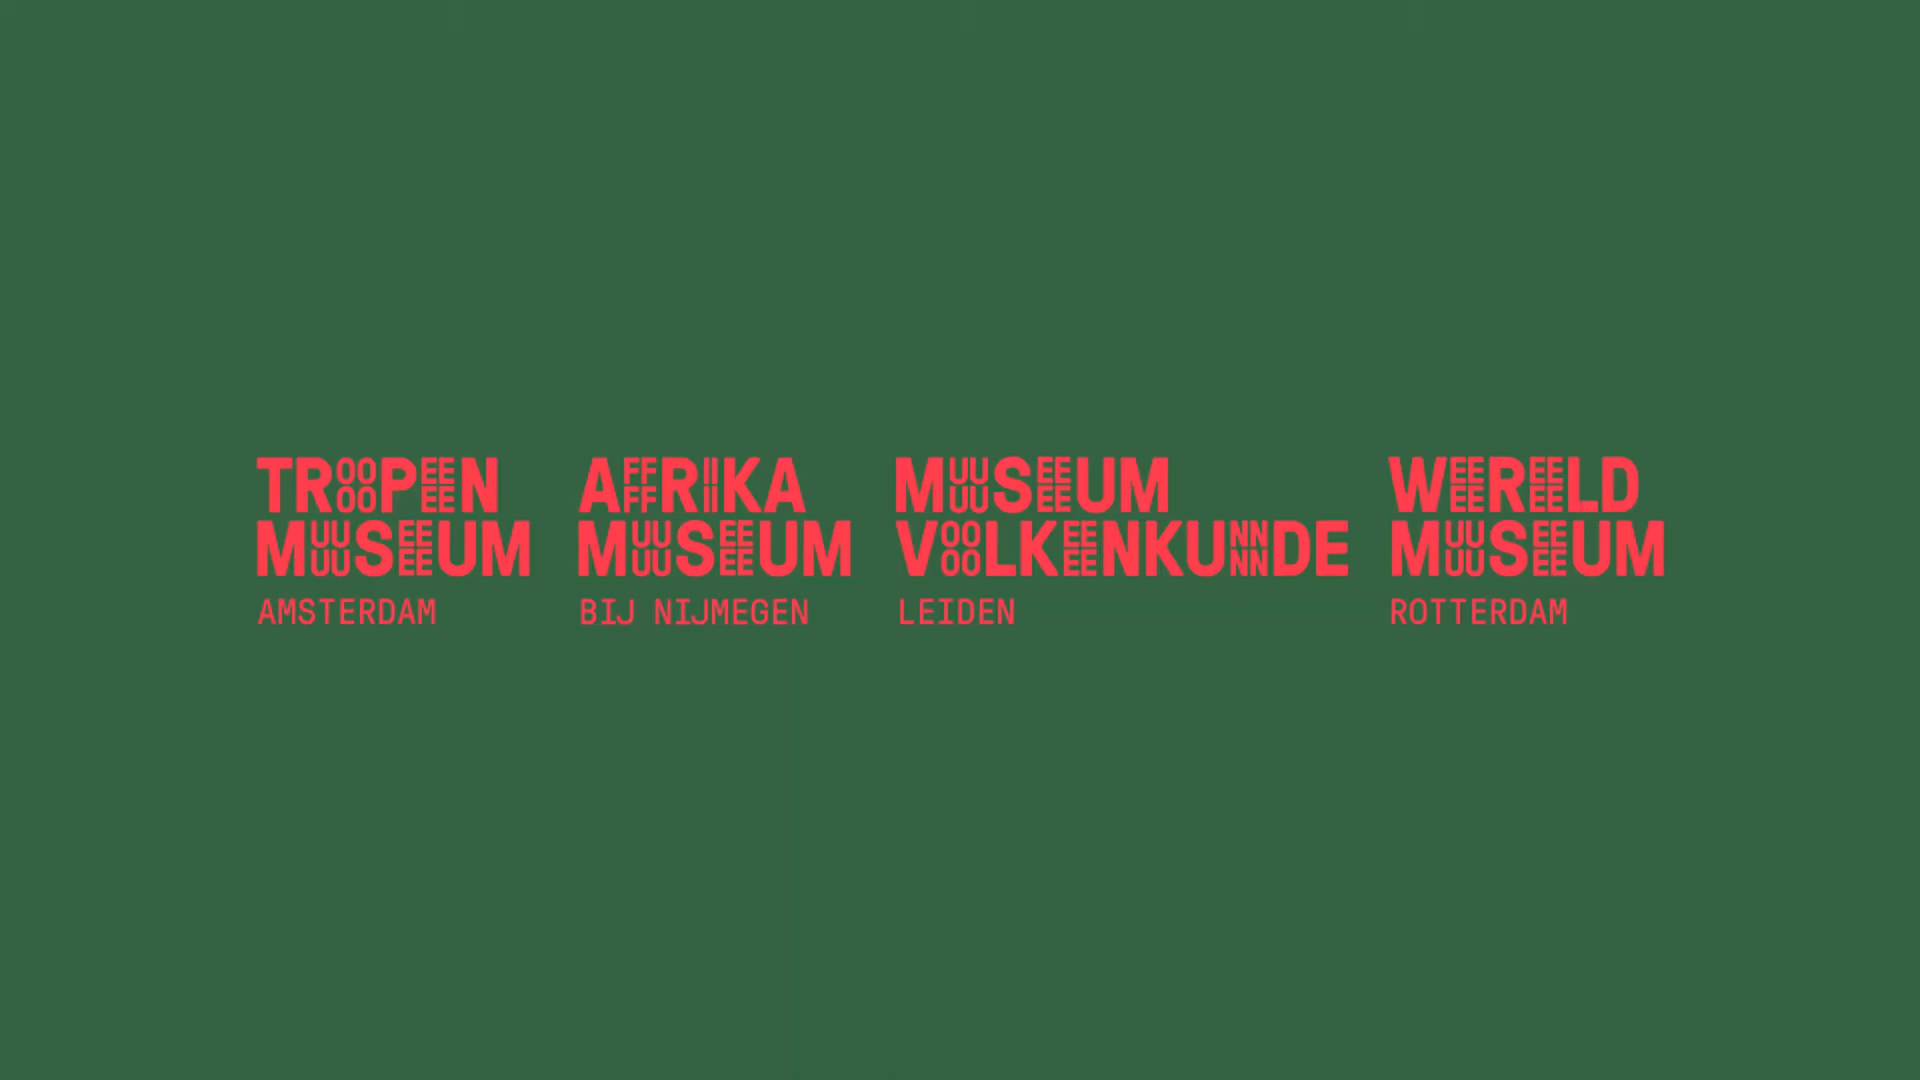 TROPEN
MUSEUM
AMSTERDAM
AFRIKA
MUSEUM
BIJ NIJMEGEN
MUSEUM
VOLKENKUNDE
LEIDEN
WERELD
MUSEUM
ROTTERDAM